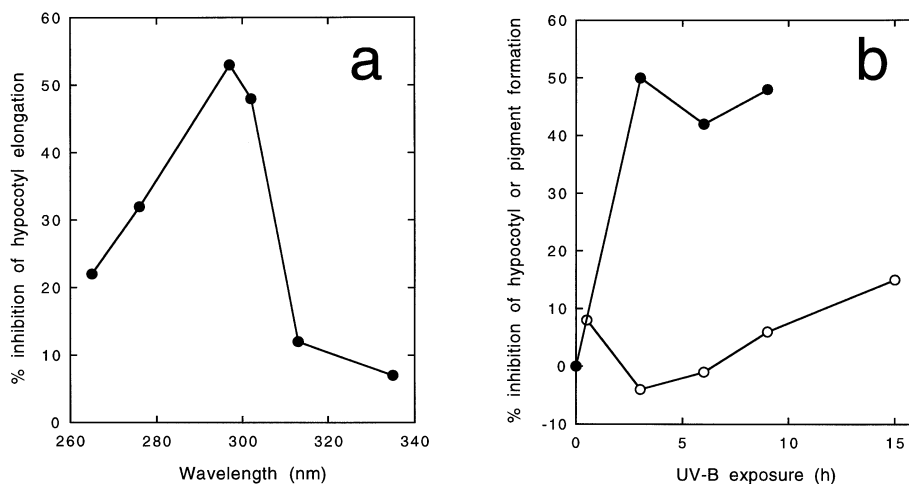 a
60
50
40
30
20
10
0
% inhibition of hypocotyl elongation
260 280 300 320 340
Wavelength (nm)
b
60
50
40
30
20
10
0
-10
% inhibition of hypocotyl or pigment formation
0 5 10 15
UV-B exposure (h)